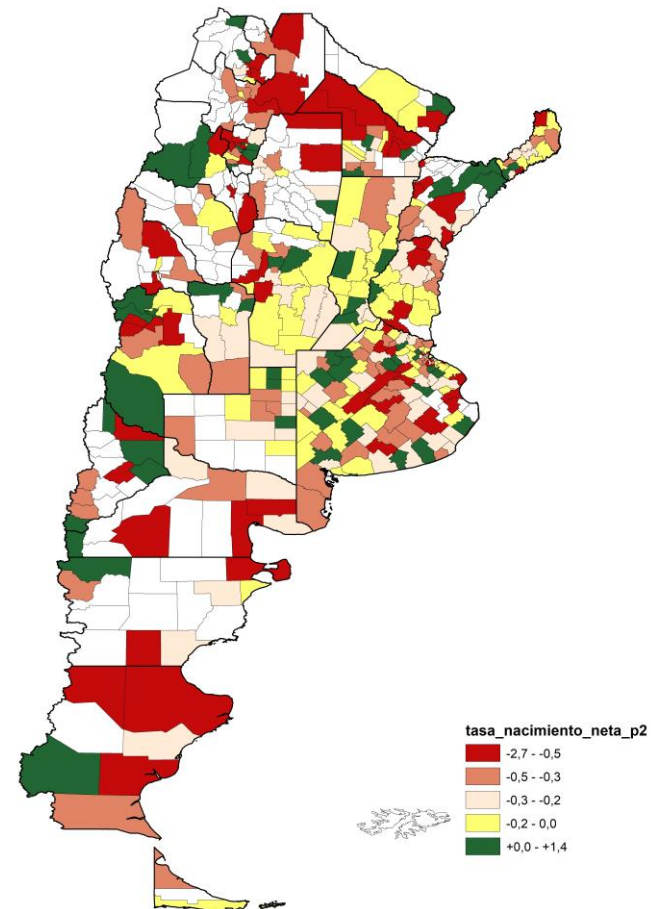 tasa_nacimiento_neta_p2
-2,7 - -0,5
-0,5 - -0,3
-0,3 - -0,2
-0,2 - 0,0
+0,0 - +1,4